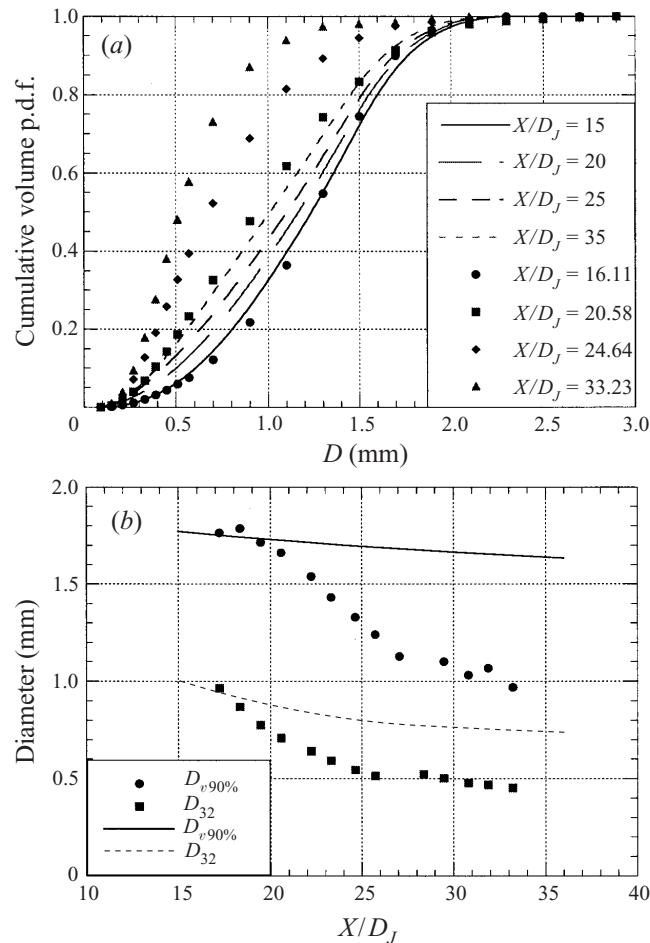 (a)
1.0
0.8
0.6
0.4
0.2
Cumulative volume p.d.f.
0
0.5
1.0
1.5
2.0
2.5
3.0
D (mm)
X/D_J = 15
X/D_J = 20
X/D_J = 25
X/D_J = 35
X/D_J = 16.11
X/D_J = 20.58
X/D_J = 24.64
X/D_J = 33.23
(b)
2.0
1.5
1.0
0.5
0
Diameter (mm)
10
15
20
25
30
35
40
X/D_J
D_v90%
D_32
D_v90%
D_32